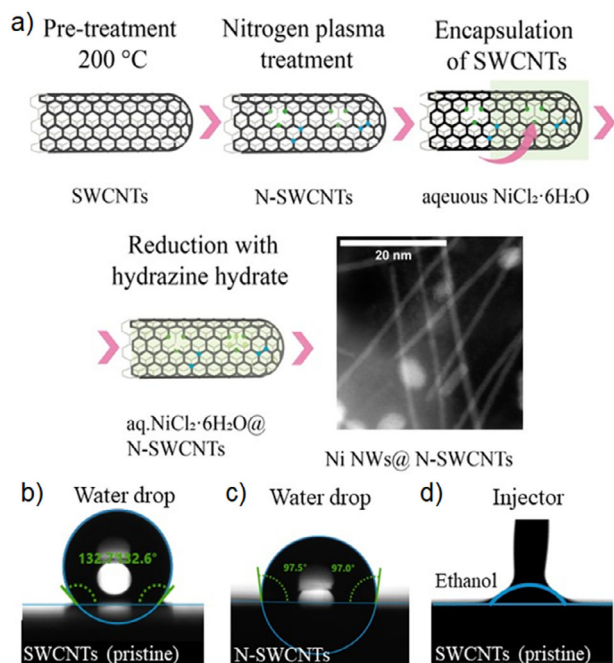 a)
Pre-treatment
200 °C
Nitrogen plasma
treatment
Encapsulation
of SWCNTs
SWCNTs
N-SWCNTs
aqeuous NiCl₂·6H₂O
Reduction with
hydrazine hydrate
20 nm
aq.NiCl₂·6H₂O@
N-SWCNTs
Ni NWs@ N-SWCNTs
b)
Water drop
c)
Water drop
d)
Injector
132.6°
97.5°
97.0°
Ethanol
SWCNTs (pristine)
N-SWCNTs
SWCNTs (pristine)